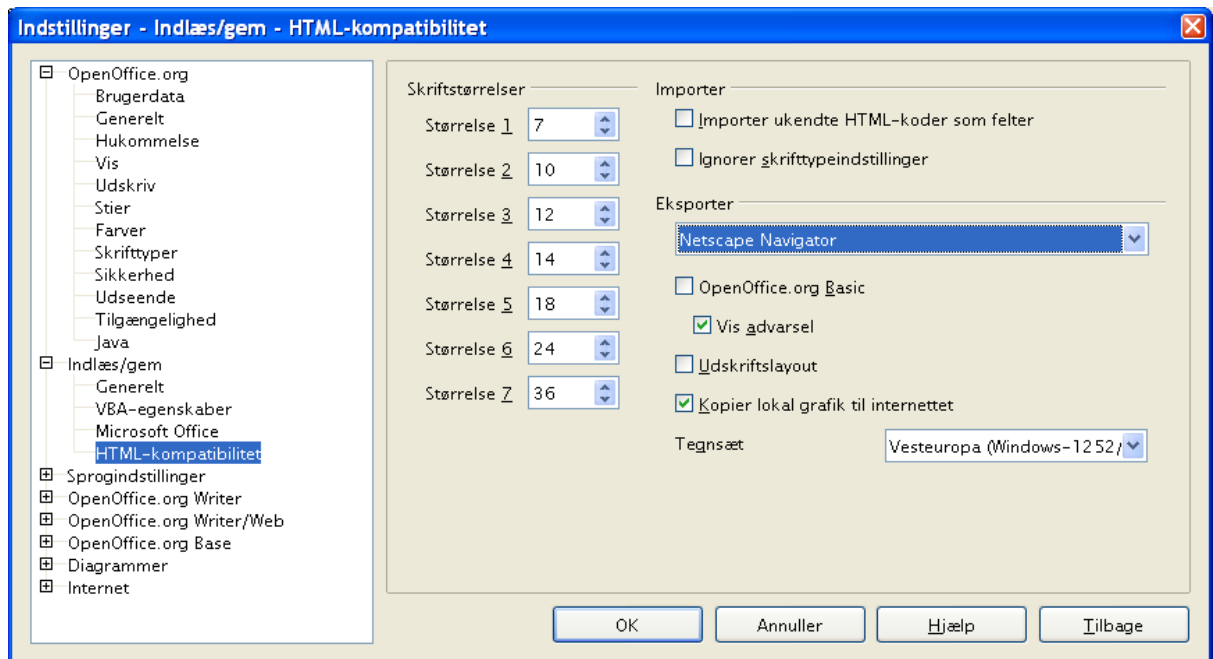 Indstillinger - Indlæs/gem - HTML-kompatibilitet
OpenOffice.org
Brugerdata
Generelt
Hukommelse
Vis
Udskriv
Stier
Farver
Skrifttyper
Sikkerhed
Udseende
Tilgængelighed
Java
Indlæs/gem
Generelt
VBA-egenskaber
Microsoft Office
HTML-kompatibilitet
Sprogindstillinger
OpenOffice.org Writer
OpenOffice.org Writer/Web
OpenOffice.org Base
Diagrammer
Internet
Skriftstørrelser
Størrelse 1 7
Størrelse 2 10
Størrelse 3 12
Størrelse 4 14
Størrelse 5 18
Størrelse 6 24
Størrelse 7 36
Importer
Importer ukendte HTML-koder som felter
Ignorer skrifttypeindstillinger
Eksporter
Netscape Navigator
OpenOffice.org Basic
Vis advarsel
Udskriftslayout
Kopier lokal grafik til internettet
Tegnsæt Vesteuropa (Windows-1252/
OK Annuller Hjælp Tilbage